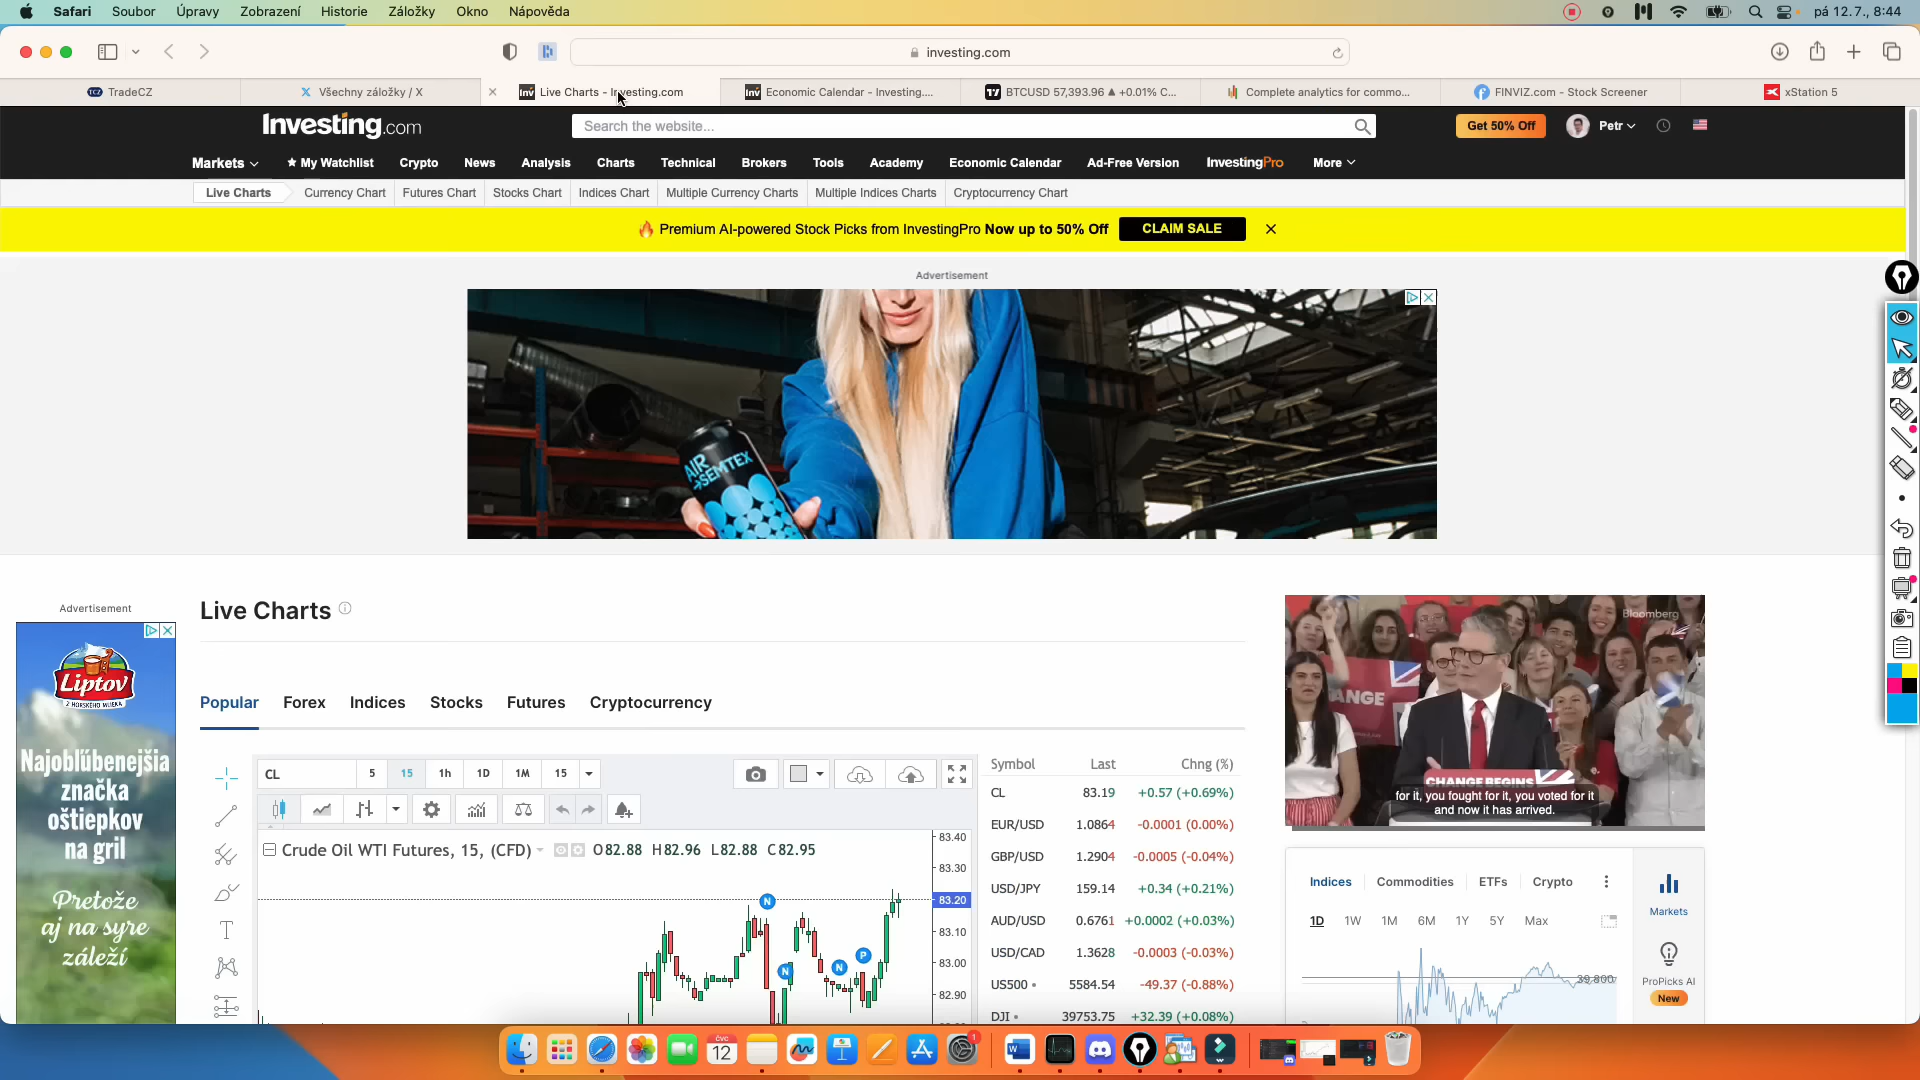 Safari Soubor Úpravy Zobrazení Historie Záložky Okno Nápověda pá 12.7., 8:44
investing.com
TradeCZ Všechny záložky / X Live Charts - Investing.com Economic Calendar - Investing.... BTCUSD 57,393.96 ▲ +0.01% C... Complete analytics for commo... FINVIZ.com - Stock Screener xStation 5
Investing.com Search the website... Get 50% Off Petr
Markets My Watchlist Crypto News Analysis Charts Technical Brokers Tools Academy Economic Calendar Ad-Free Version InvestingPro More
Live Charts Currency Chart Futures Chart Stocks Chart Indices Chart Multiple Currency Charts Multiple Indices Charts Cryptocurrency Chart
🔥 Premium AI-powered Stock Picks from InvestingPro Now up to 50% Off CLAIM SALE
Advertisement
AIR
SEMTEX
Live Charts
Advertisement
Liptov
Z HORSKÉHO MLIEKA
Najobľúbenejšia
značka
oštiepkov
na gril
Pretože
aj na syre
záleží
Popular Forex Indices Stocks Futures Cryptocurrency
CL 5 15 1h 1D 1M 15
Crude Oil WTI Futures, 15, (CFD) O82.88 H82.96 L82.88 C82.95
83.40
83.30
83.20
83.10
83.00
82.90
N
N
N
P
Symbol Last Chng (%)
CL 83.19 +0.57 (+0.69%)
EUR/USD 1.0864 -0.0001 (0.00%)
GBP/USD 1.2904 -0.0005 (-0.04%)
USD/JPY 159.14 +0.34 (+0.21%)
AUD/USD 0.6761 +0.0002 (+0.03%)
USD/CAD 1.3628 -0.0003 (-0.03%)
US500 5584.54 -49.37 (-0.88%)
DJI 39753.75 +32.39 (+0.08%)
Bloomberg
ANGE
CHANGE BEGINS
for it, you fought for it, you voted for it
and now it has arrived.
Indices Commodities ETFs Crypto
1D 1W 1M 6M 1Y 5Y Max
39,800
Markets
ProPicks AI
New
ČVC
12
1